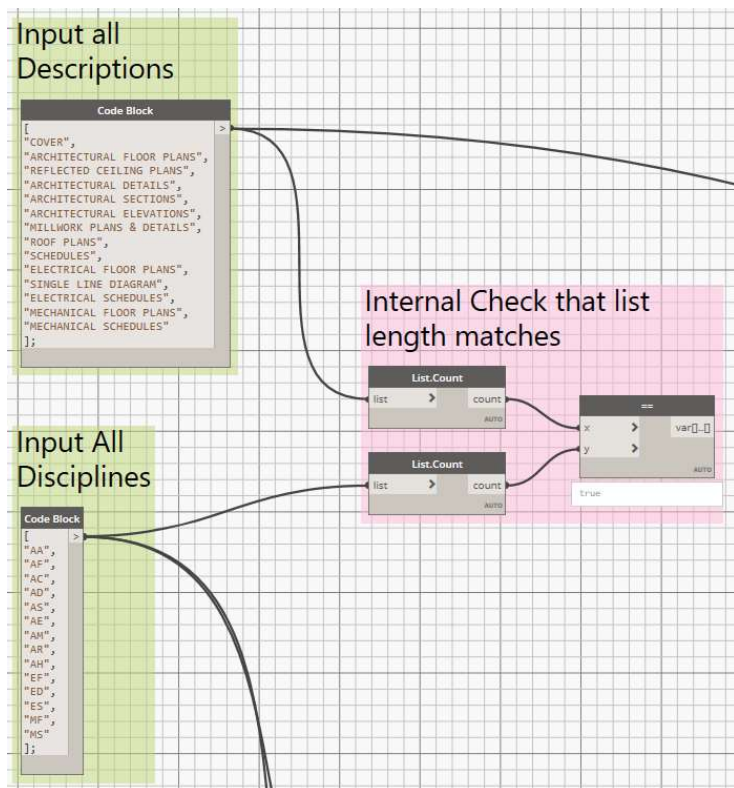 Input all
Descriptions
Code Block
[
"COVER",
"ARCHITECTURAL FLOOR PLANS",
"REFLECTED CEILING PLANS",
"ARCHITECTURAL DETAILS",
"ARCHITECTURAL SECTIONS",
"ARCHITECTURAL ELEVATIONS",
"MILLWORK PLANS & DETAILS",
"ROOF PLANS",
"SCHEDULES",
"ELECTRICAL FLOOR PLANS",
"SINGLE LINE DIAGRAM",
"ELECTRICAL SCHEDULES",
"MECHANICAL FLOOR PLANS",
"MECHANICAL SCHEDULES"
];
>
Internal Check that list
length matches
List.Count
list > count
AUTO
==
x > var[]..[]
y >
AUTO
true
List.Count
list > count
AUTO
Input All
Disciplines
Code Block
[ >
"AA",
"AF",
"AC",
"AD",
"AS",
"AE",
"AM",
"AR",
"AH",
"EF",
"ED",
"ES",
"MF",
"MS"
];